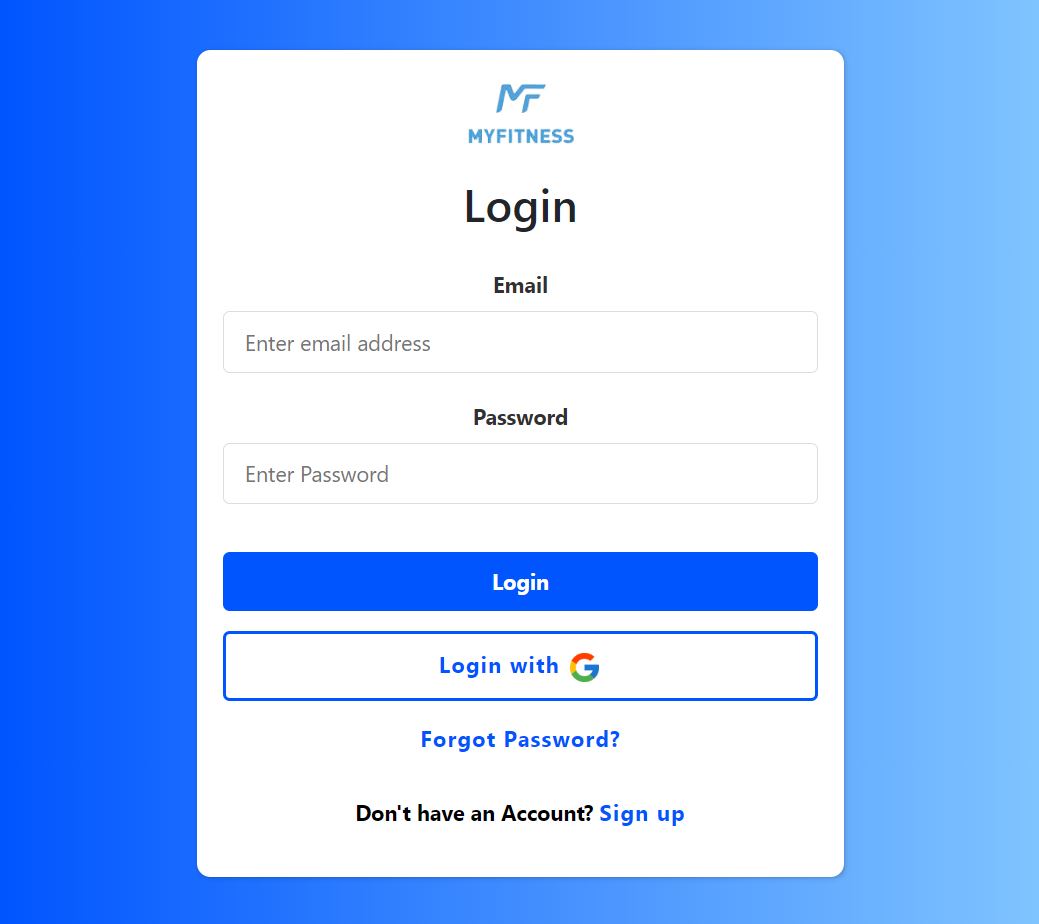 MF
MYFITNESS
Login
Email
Enter email address
Password
Enter Password
Login
Login with G
Forgot Password?
Don't have an Account? Sign up